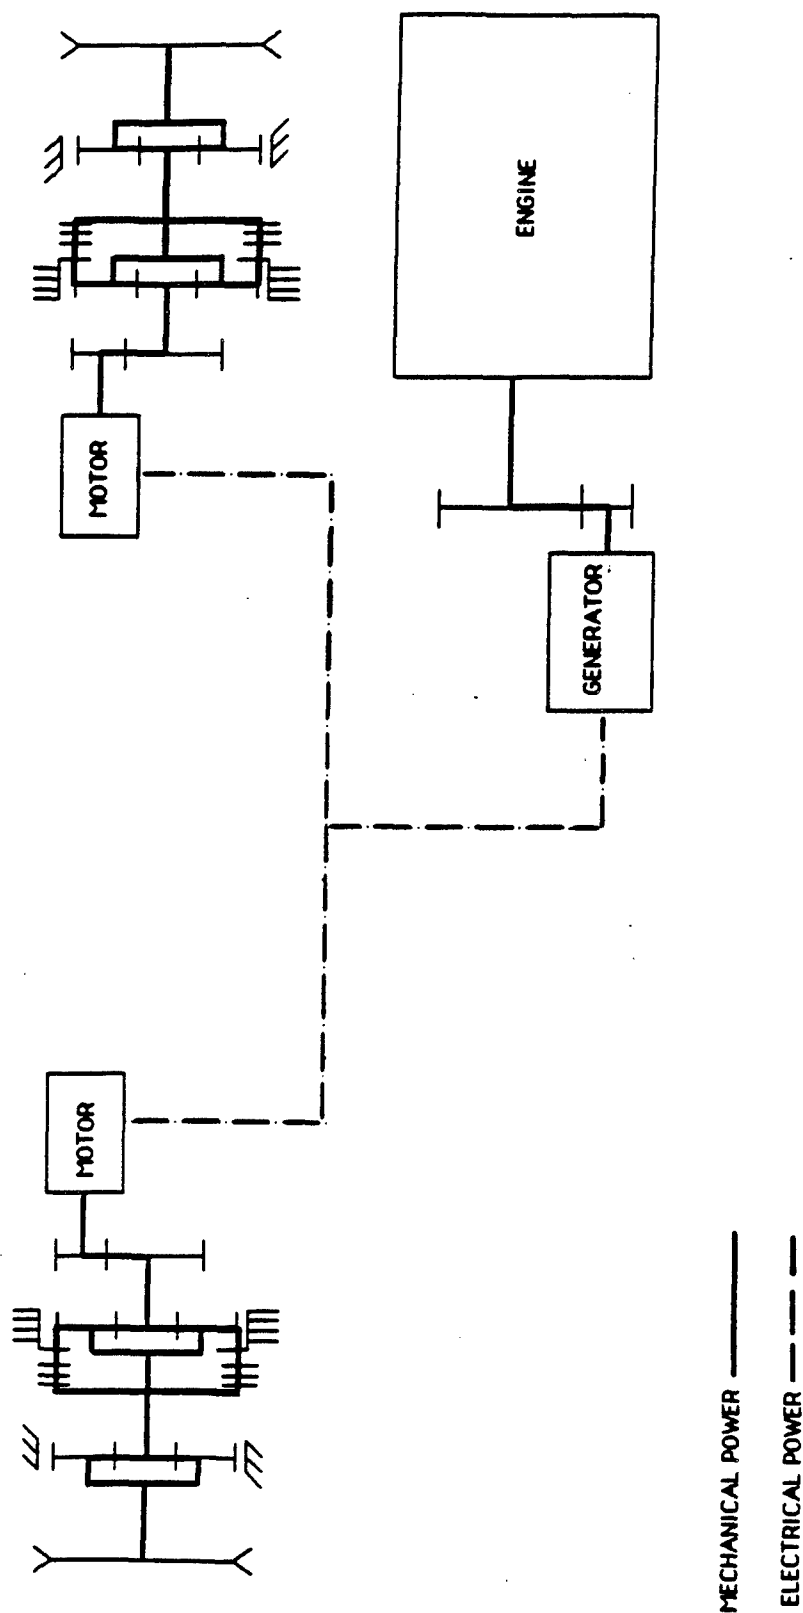 ENGINE
MOTOR
GENERATOR
MOTOR
MECHANICAL POWER
ELECTRICAL POWER